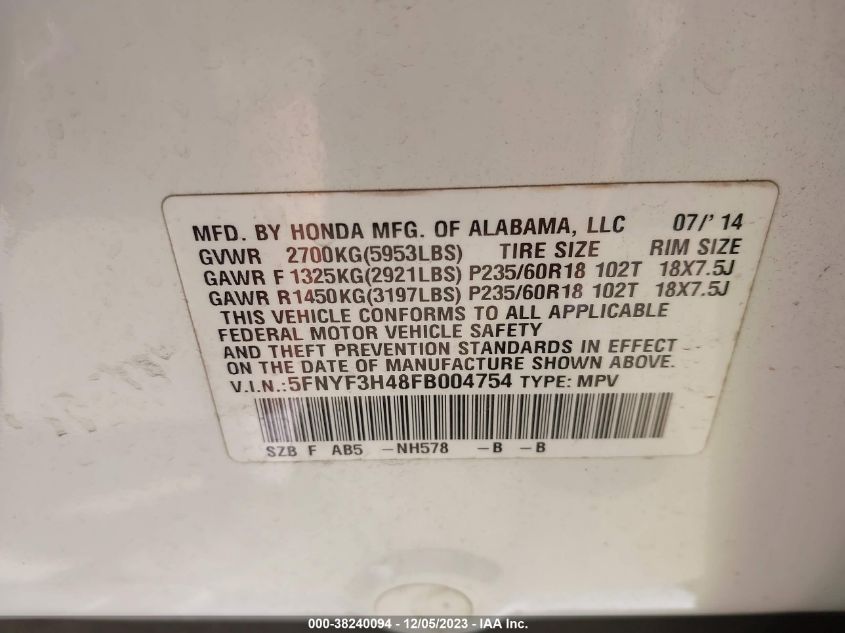 MFD. BY HONDA MFG. OF ALABAMA, LLC 07/' 14
GVWR 2700KG(5953LBS) TIRE SIZE RIM SIZE
GAWR F 1325KG(2921LBS) P235/60R18 102T 18X7.5J
GAWR R1450KG(3197LBS) P235/60R18 102T 18X7.5J
THIS VEHICLE CONFORMS TO ALL APPLICABLE
FEDERAL MOTOR VEHICLE SAFETY
AND THEFT PREVENTION STANDARDS IN EFFECT
ON THE DATE OF MANUFACTURE SHOWN ABOVE.
V.I.N.:5FNYF3H48FB004754 TYPE: MPV
SZB F AB5 -NH578 -B -B
000-38240094 - 12/05/2023 - IAA Inc.